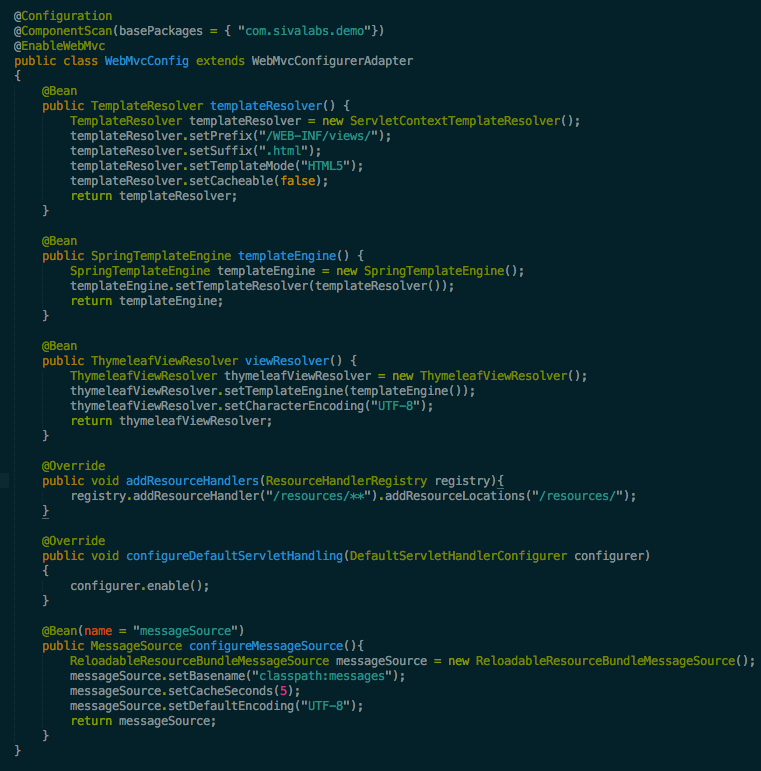 @Configuration
@ComponentScan(basePackages = { "com.sivalabs.demo"})
@EnableWebMvc
public class WebMvcConfig extends WebMvcConfigurerAdapter
{
    @Bean
    public TemplateResolver templateResolver() {
        TemplateResolver templateResolver = new ServletContextTemplateResolver();
        templateResolver.setPrefix("/WEB-INF/views/");
        templateResolver.setSuffix(".html");
        templateResolver.setTemplateMode("HTML5");
        templateResolver.setCacheable(false);
        return templateResolver;
    }

    @Bean
    public SpringTemplateEngine templateEngine() {
        SpringTemplateEngine templateEngine = new SpringTemplateEngine();
        templateEngine.setTemplateResolver(templateResolver());
        return templateEngine;
    }

    @Bean
    public ThymeleafViewResolver viewResolver() {
        ThymeleafViewResolver thymeleafViewResolver = new ThymeleafViewResolver();
        thymeleafViewResolver.setTemplateEngine(templateEngine());
        thymeleafViewResolver.setCharacterEncoding("UTF-8");
        return thymeleafViewResolver;
    }

    @Override
    public void addResourceHandlers(ResourceHandlerRegistry registry){
        registry.addResourceHandler("/resources/**").addResourceLocations("/resources/");
    }

    @Override
    public void configureDefaultServletHandling(DefaultServletHandlerConfigurer configurer)
    {
        configurer.enable();
    }

    @Bean(name = "messageSource")
    public MessageSource configureMessageSource(){
        ReloadableResourceBundleMessageSource messageSource = new ReloadableResourceBundleMessageSource();
        messageSource.setBasename("classpath:messages");
        messageSource.setCacheSeconds(5);
        messageSource.setDefaultEncoding("UTF-8");
        return messageSource;
    }
}